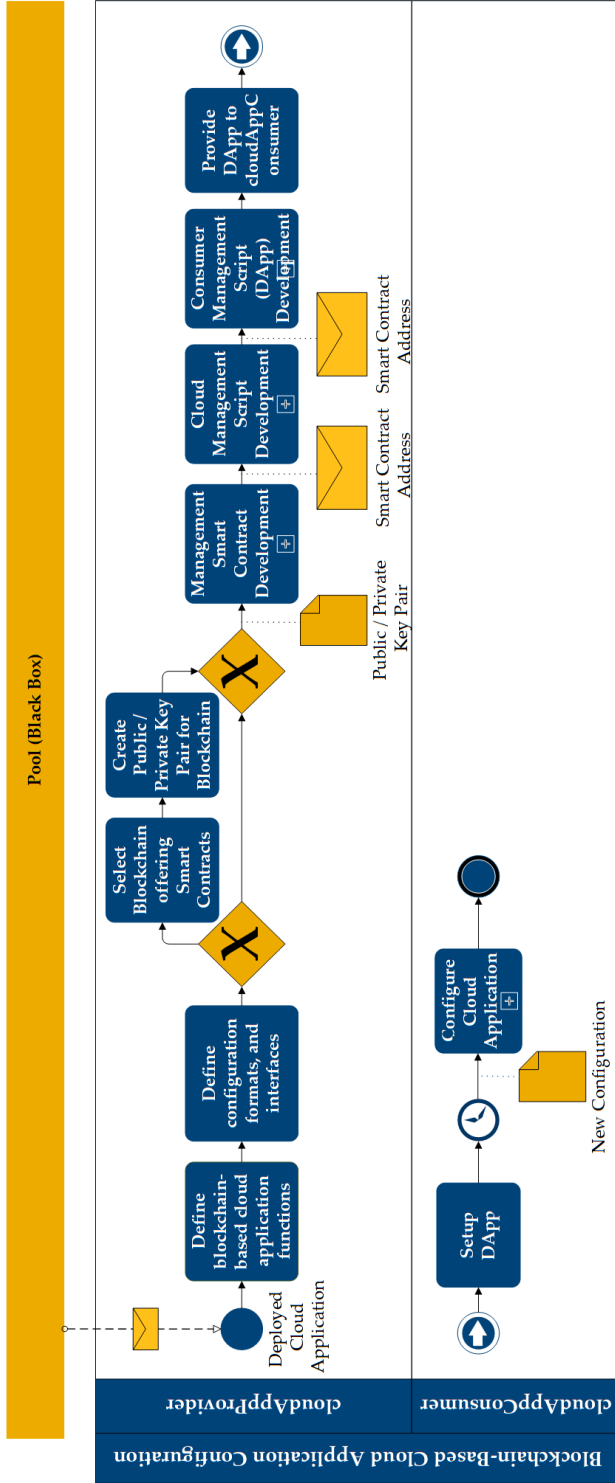 Pool (Black Box)
Blockchain-Based Cloud Application Configuration
cloudAppProvider
Deployed
Cloud
Application
Define
blockchain-
based cloud
application
functions
Define
configuration
formats, and
interfaces
X
Select
Blockchain
offering
Smart
Contracts
Create
Public /
Private Key
Pair for
Blockchain
X
Public / Private
Key Pair
Management
Smart
Contract
Development
Smart Contract
Address
Cloud
Management
Script
Development
Smart Contract
Address
Consumer
Management
Script
(DApp)
Development
Provide
DApp to
cloudAppC
onsumer
cloudAppConsumer
Setup
DApp
New Configuration
Configure
Cloud
Application